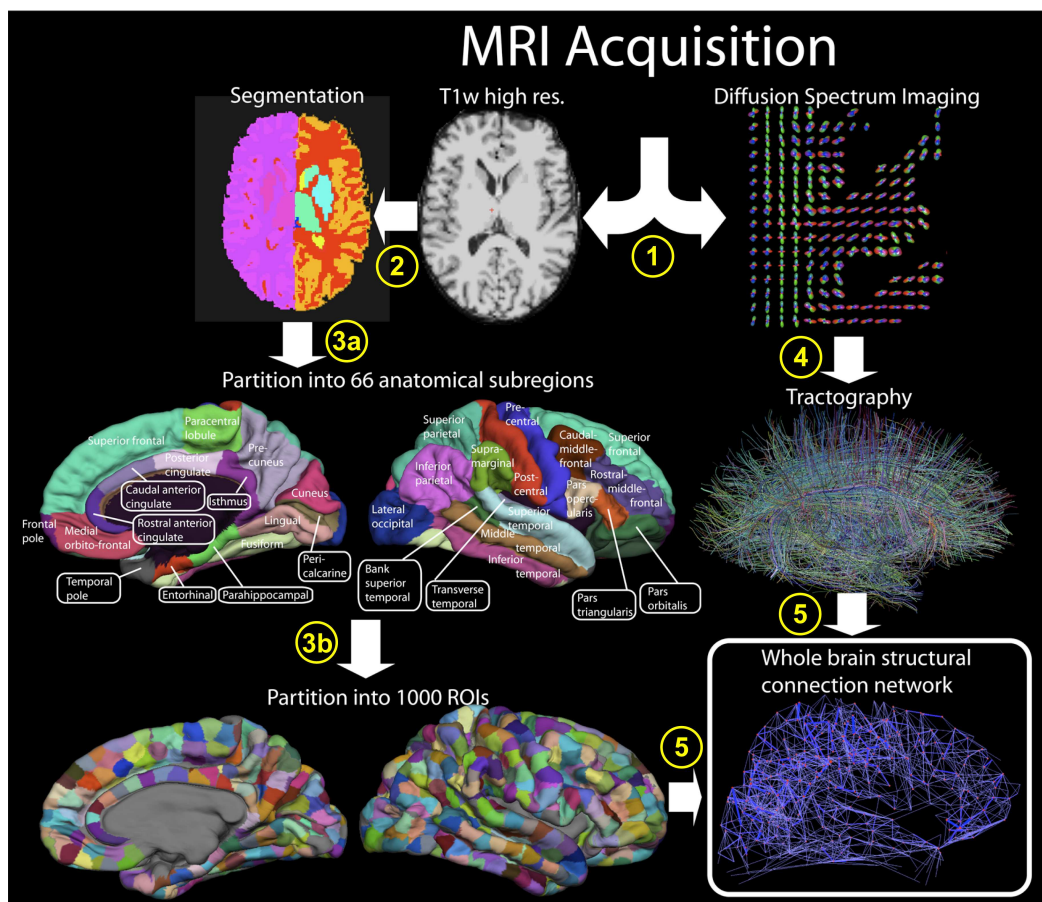 MRI Acquisition
Segmentation
T1w high res.
Diffusion Spectrum Imaging
1
2
3a
4
Partition into 66 anatomical subregions
Tractography
Superior frontal
Paracentral
lobule
Pre-
cuneus
Posterior
cingulate
Caudal anterior
cingulate
Isthmus
Rostral anterior
cingulate
Cuneus
Frontal
pole
Medial
orbito-frontal
Lingual
Fusiform
Peri-
calcarine
Temporal
pole
Entorhinal
Parahippocampal
Superior
parietal
Pre-
central
Caudal-
middle-
frontal
Superior
frontal
Supra-
marginal
Inferior
parietal
Post-
central
Rostral-
middle-
frontal
Pars
opercu-
laris
Lateral
occipital
Superior
temporal
Middle
temporal
Inferior
temporal
Bank
superior
temporal
Transverse
temporal
Pars
triangularis
Pars
orbitalis
3b
5
Partition into 1000 ROIs
Whole brain structural
connection network
5